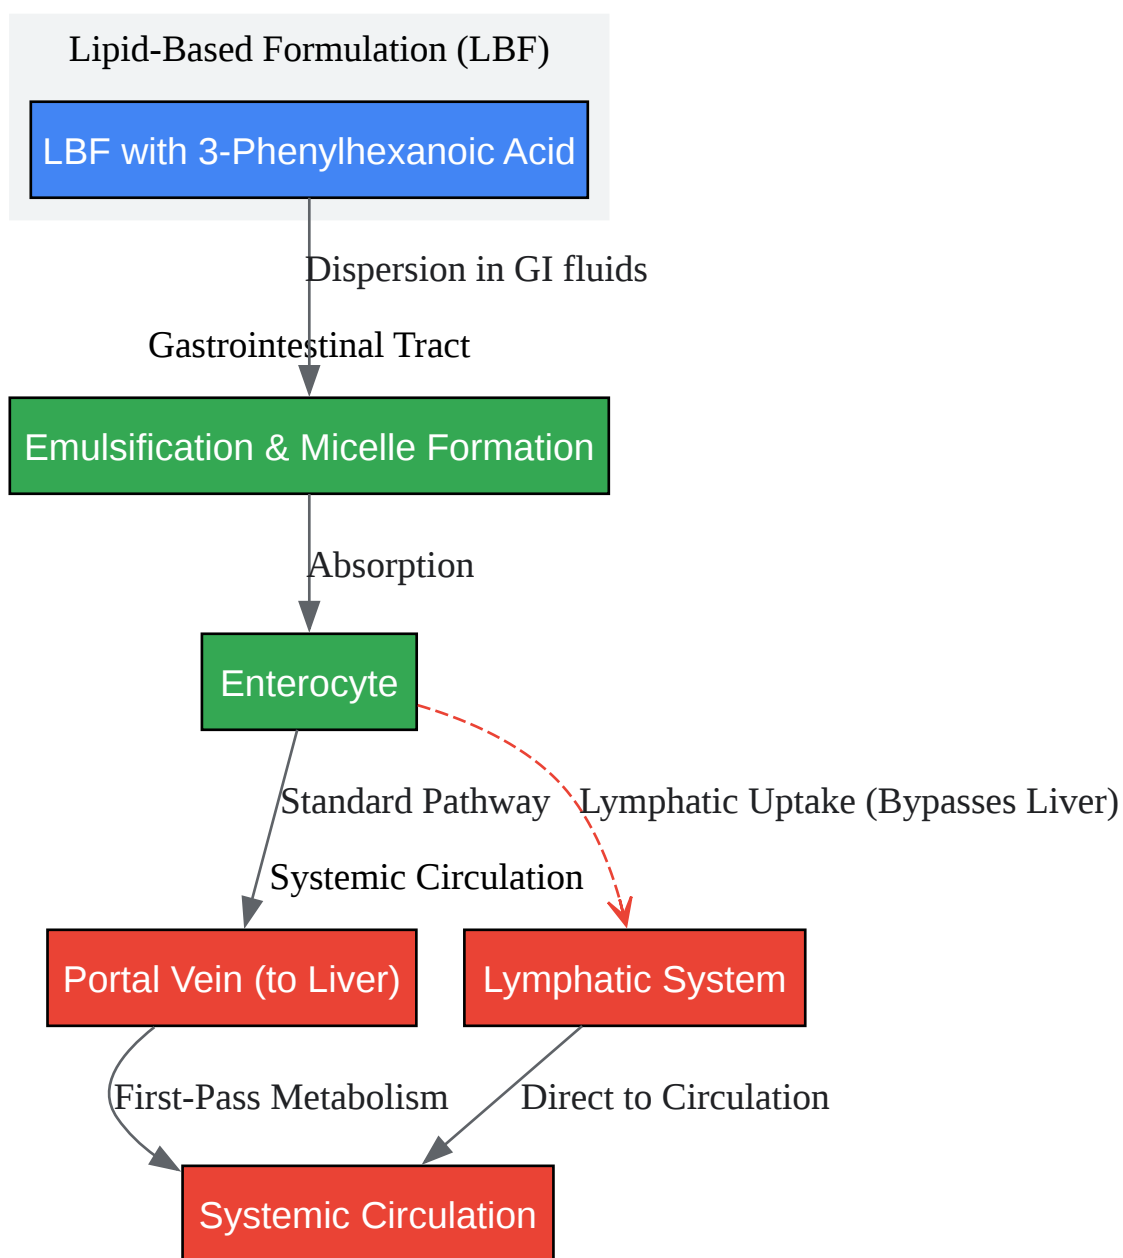 Lipid-Based Formulation (LBF)
LBF with 3-Phenylhexanoic Acid
Dispersion in GI fluids
Gastrointestinal Tract
Emulsification & Micelle Formation
Absorption
Enterocyte
Standard Pathway
Lymphatic Uptake (Bypasses Liver)
Systemic Circulation
Portal Vein (to Liver)
Lymphatic System
First-Pass Metabolism
Direct to Circulation
Systemic Circulation